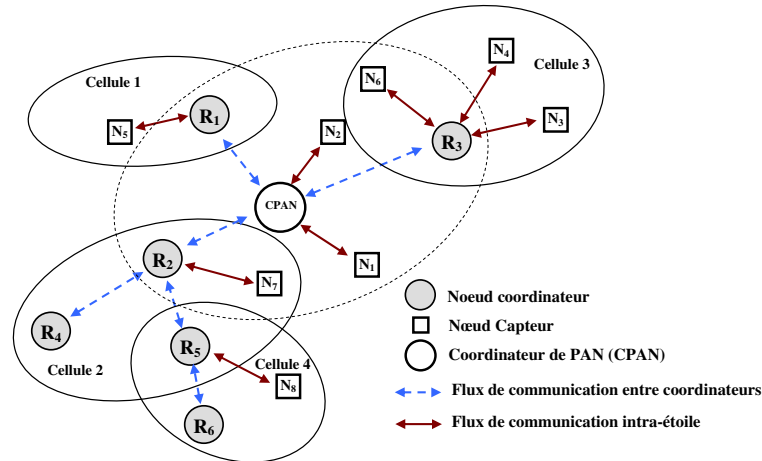 N₄
Cellule 3
Cellule 1
N₆
R₁
N₅
N₂
N₃
R₃
CPAN
R₂
N₁
N₇
Noeud coordinateur
R₄
Nœud Capteur
R₅
Cellule 4
Coordinateur de PAN (CPAN)
Cellule 2
N₈
Flux de communication entre coordinateurs
R₆
Flux de communication intra-étoile